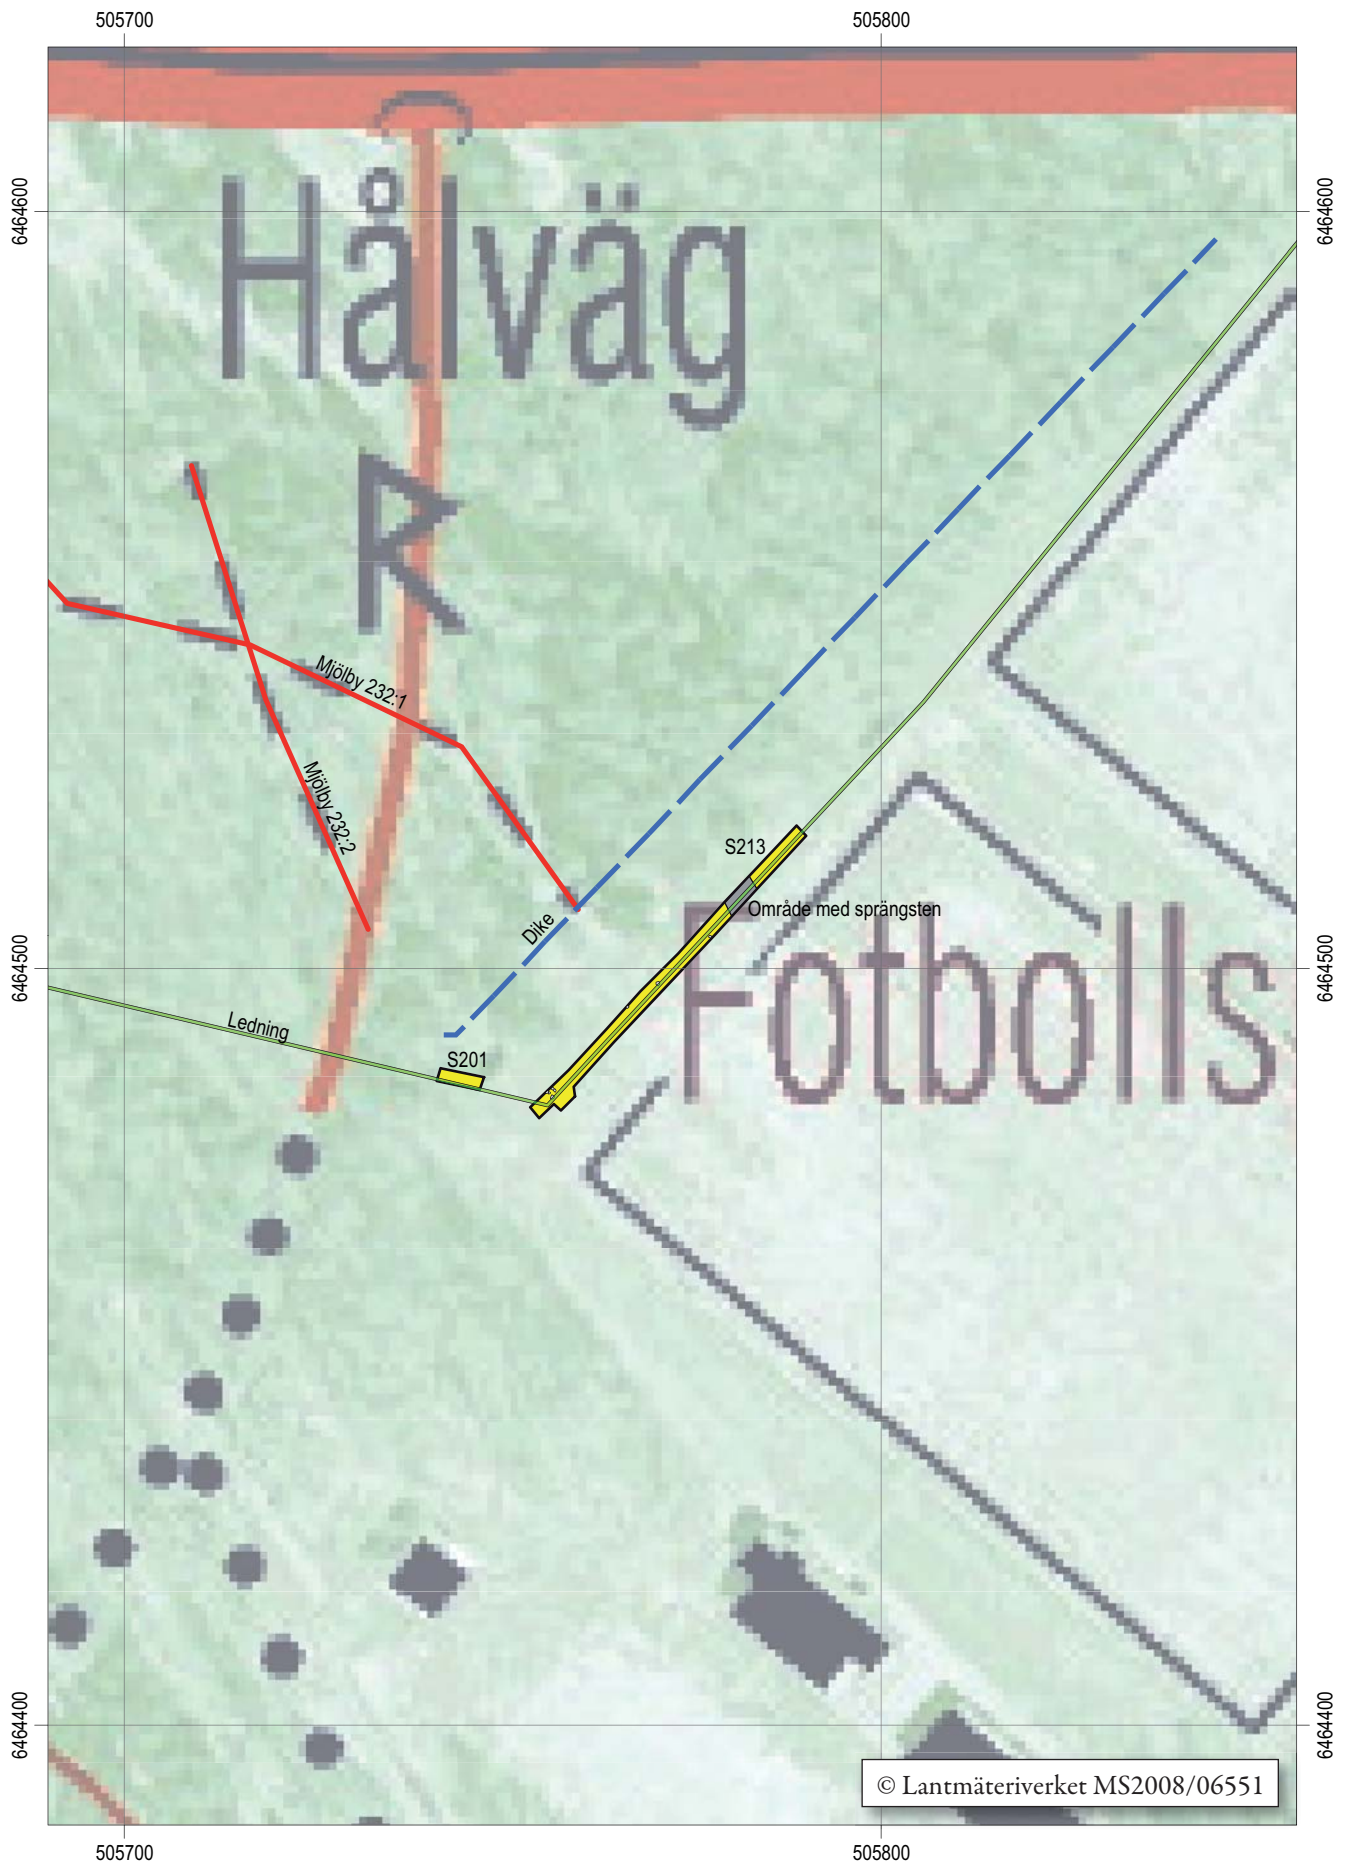 505700
505800
6464600
6464600
Hålväg
R
Mjölby 232:1
Mjölby 232:2
S213
Område med sprängsten
Dike
Fotbolls
6464500
6464500
Ledning
S201
6464400
6464400
© Lantmäteriverket MS2008/06551
505700
505800